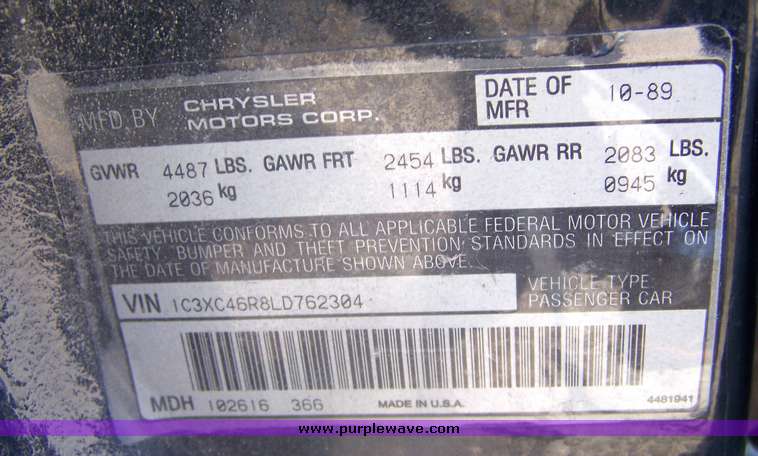 MFD BY CHRYSLER MOTORS CORP.
DATE OF MFR 10-89
GVWR 4487 LBS. GAWR FRT 2454 LBS. GAWR RR 2083 LBS.
2036 kg 1114 kg 0945 kg
THIS VEHICLE CONFORMS TO ALL APPLICABLE FEDERAL MOTOR VEHICLE
SAFETY, BUMPER AND THEFT PREVENTION STANDARDS IN EFFECT ON
THE DATE OF MANUFACTURE SHOWN ABOVE.
VIN 1C3XC46R8LD762304
VEHICLE TYPE
PASSENGER CAR
MDH 102616 366 MADE IN U.S.A. 4481941
www.purplewave.com